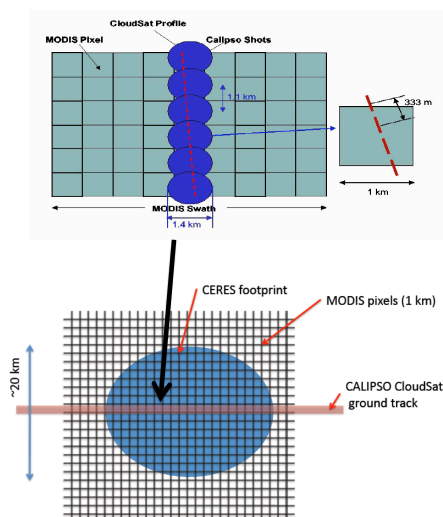 CloudSat Profile
MODIS Pixel
Calipso Shots
1.1 km
333 m
1 km
MODIS Swath
1.4 km
CERES footprint
MODIS pixels (1 km)
~20 km
CALIPSO CloudSat
ground track